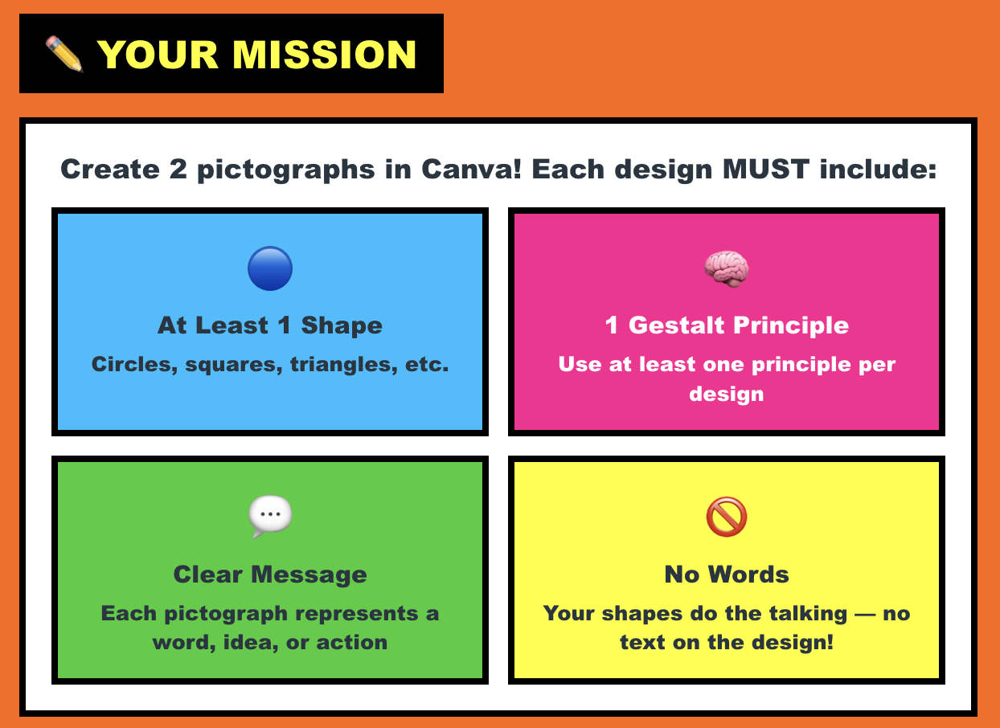 YOUR MISSION
Create 2 pictographs in Canva! Each design MUST include:
At Least 1 Shape
Circles, squares, triangles, etc.
1 Gestalt Principle
Use at least one principle per
design
Clear Message
Each pictograph represents a
word, idea, or action
No Words
Your shapes do the talking — no
text on the design!